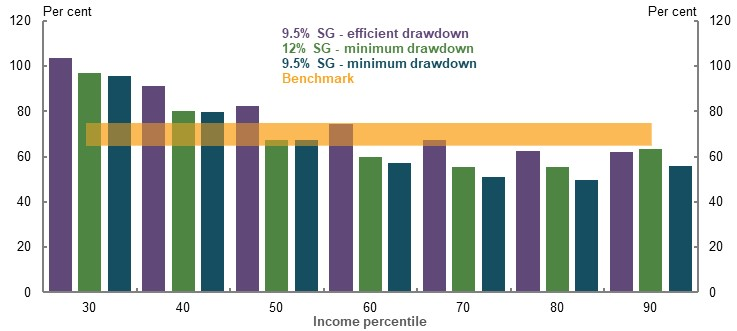 Per cent Per cent
120 120
9.5% SG - efficient drawdown
12% SG - minimum drawdown
9.5% SG - minimum drawdown
Benchmark
100 100
80 80
60 60
40 40
20 20
0 0
30 40 50 60 70 80 90
Income percentile